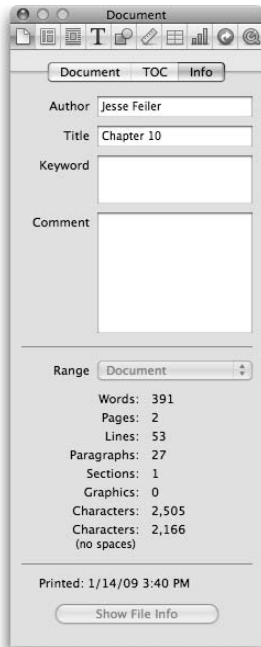 Document
T
Document TOC Info
Author Jesse Feiler
Title Chapter 10
Keyword
Comment
Range Document
Words: 391
Pages: 2
Lines: 53
Paragraphs: 27
Sections: 1
Graphics: 0
Characters: 2,505
Characters: 2,166
(no spaces)
Printed: 1/14/09 3:40 PM
Show File Info